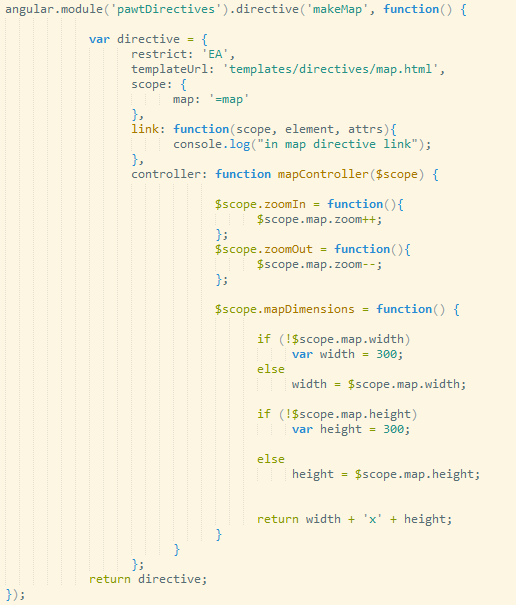 angular.module('pawtDirectives').directive('makeMap', function() {
var directive = {
restrict: 'EA',
templateUrl: 'templates/directives/map.html',
scope: {
map: '=map'
},
link: function(scope, element, attrs){
console.log("in map directive link");
},
controller: function mapController($scope) {
$scope.zoomIn = function(){
$scope.map.zoom++;
};
$scope.zoomOut = function(){
$scope.map.zoom--;
};
$scope.mapDimensions = function() {
if (!$scope.map.width)
var width = 300;
else
width = $scope.map.width;
if (!$scope.map.height)
var height = 300;
else
height = $scope.map.height;
return width + 'x' + height;
}
}
};
return directive;
});